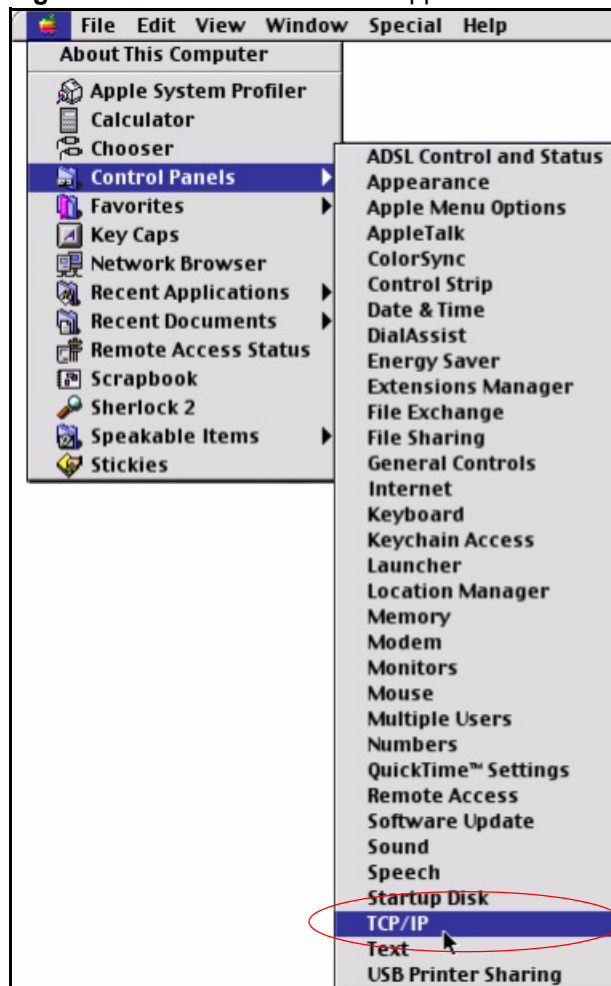 File Edit View Window Special Help
About This Computer
Apple System Profiler
Calculator
Chooser
Control Panels
Favorites
Key Caps
Network Browser
Recent Applications
Recent Documents
Remote Access Status
Scrapbook
Sherlock 2
Speakable Items
Stickies
ADSL Control and Status
Appearance
Apple Menu Options
AppleTalk
ColorSync
Control Strip
Date & Time
DialAssist
Energy Saver
Extensions Manager
File Exchange
File Sharing
General Controls
Internet
Keyboard
Keychain Access
Launcher
Location Manager
Memory
Modem
Monitors
Mouse
Multiple Users
Numbers
QuickTime™ Settings
Remote Access
Software Update
Sound
Speech
Startup Disk
TCP/IP
Text
USB Printer Sharing